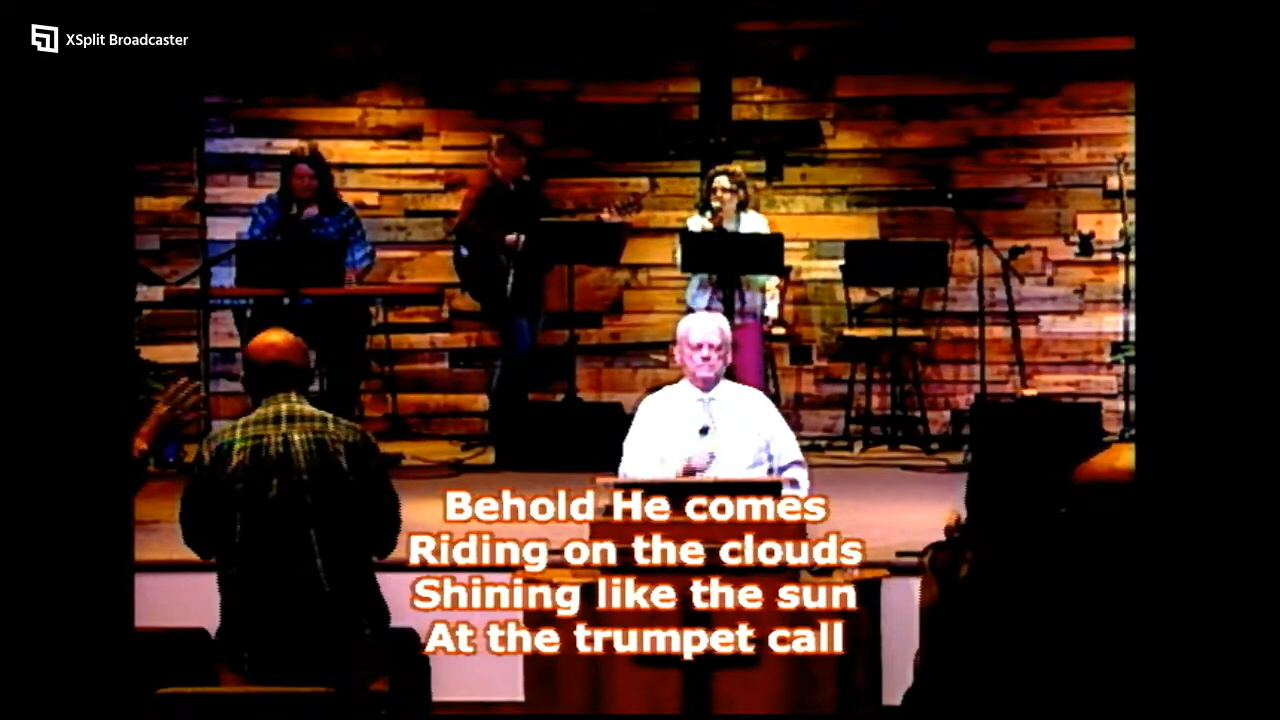 XSplit Broadcaster
Behold He comes
Riding on the clouds
Shining like the sun
At the trumpet call